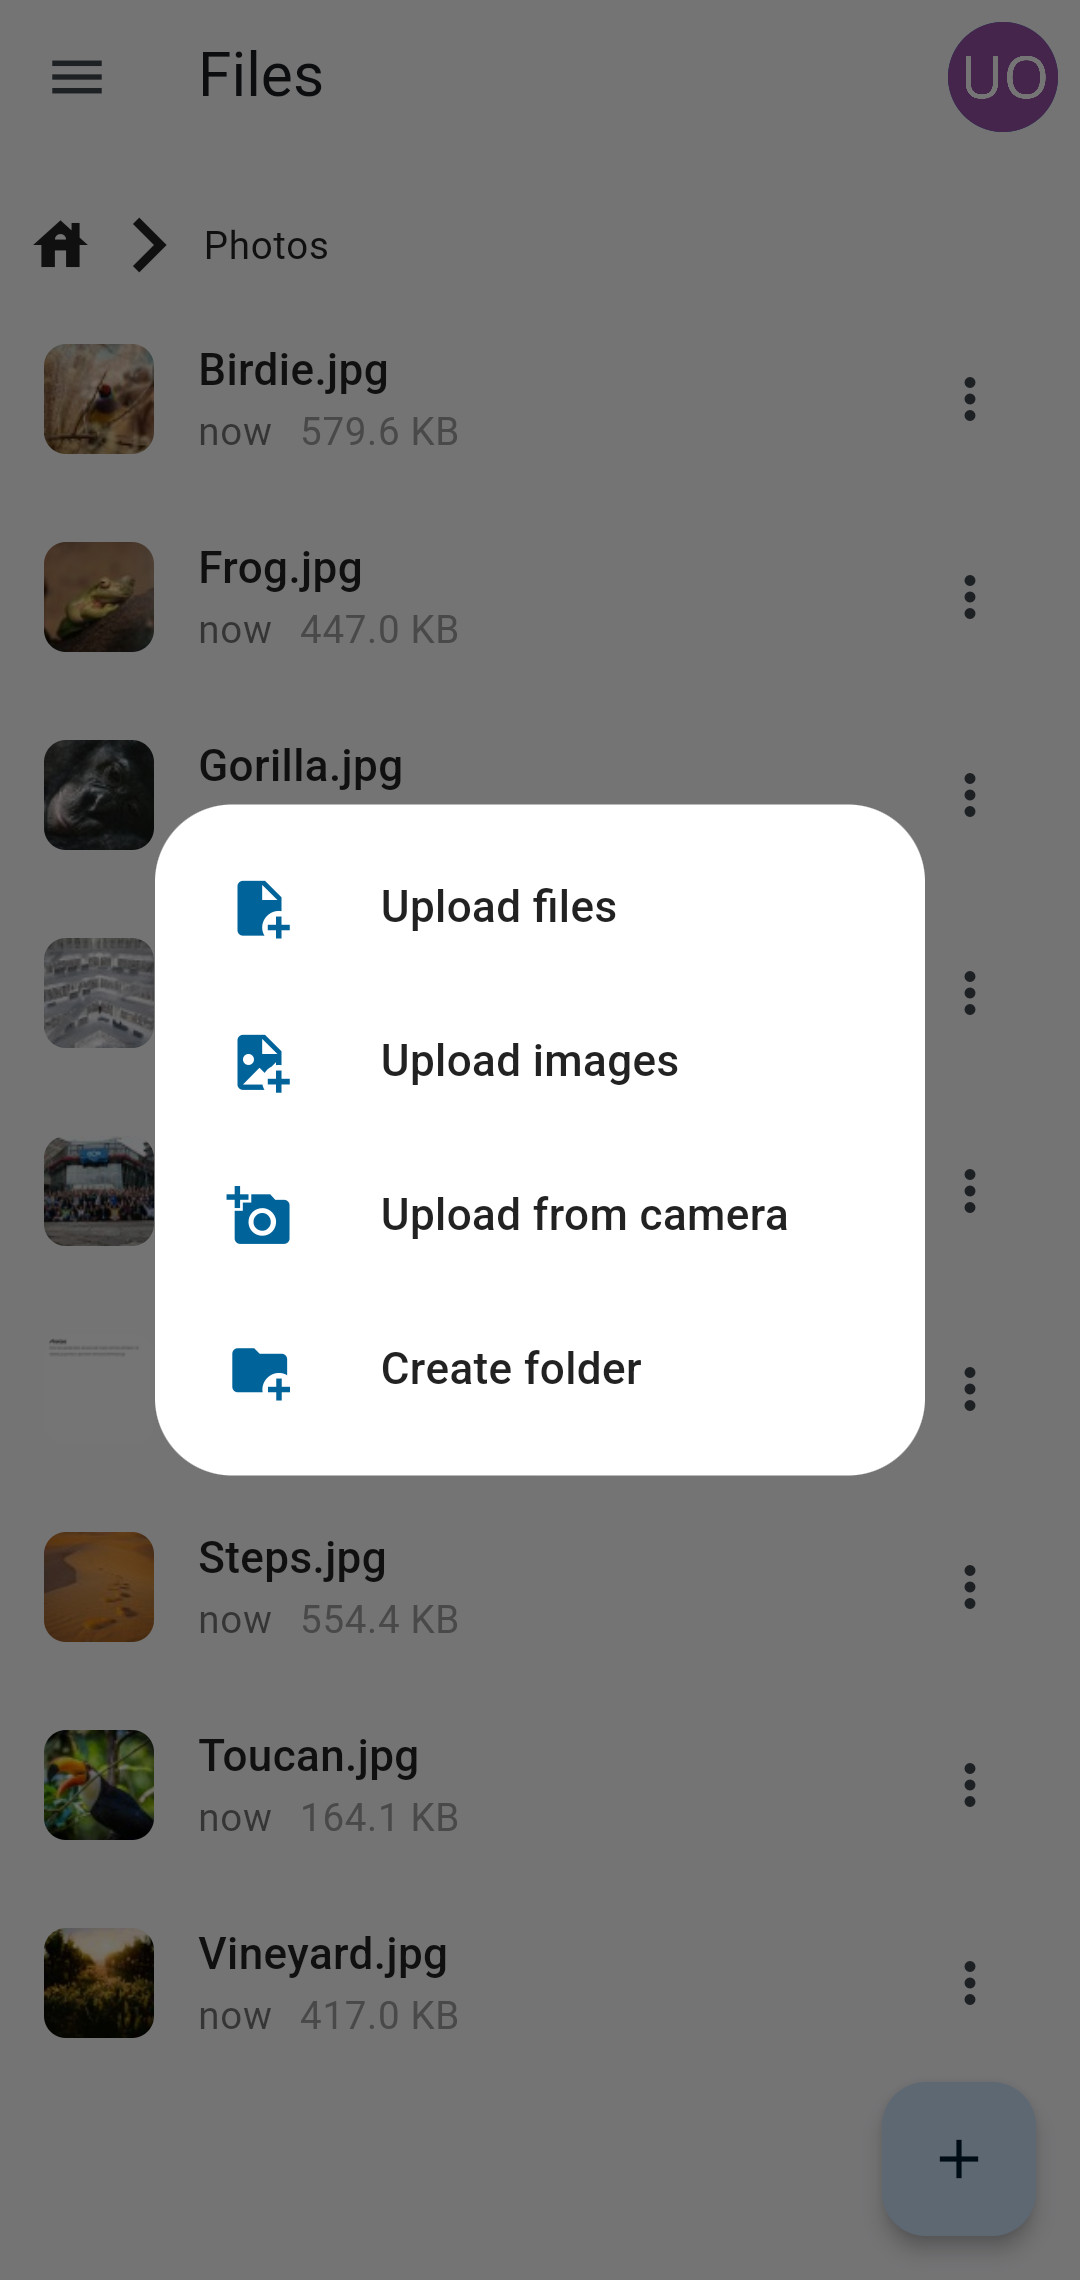 Files
UO
Photos
Birdie.jpg
now 579.6 KB
Frog.jpg
now 447.0 KB
Gorilla.jpg
Upload files
Upload images
Upload from camera
Create folder
Steps.jpg
now 554.4 KB
Toucan.jpg
now 164.1 KB
Vineyard.jpg
now 417.0 KB